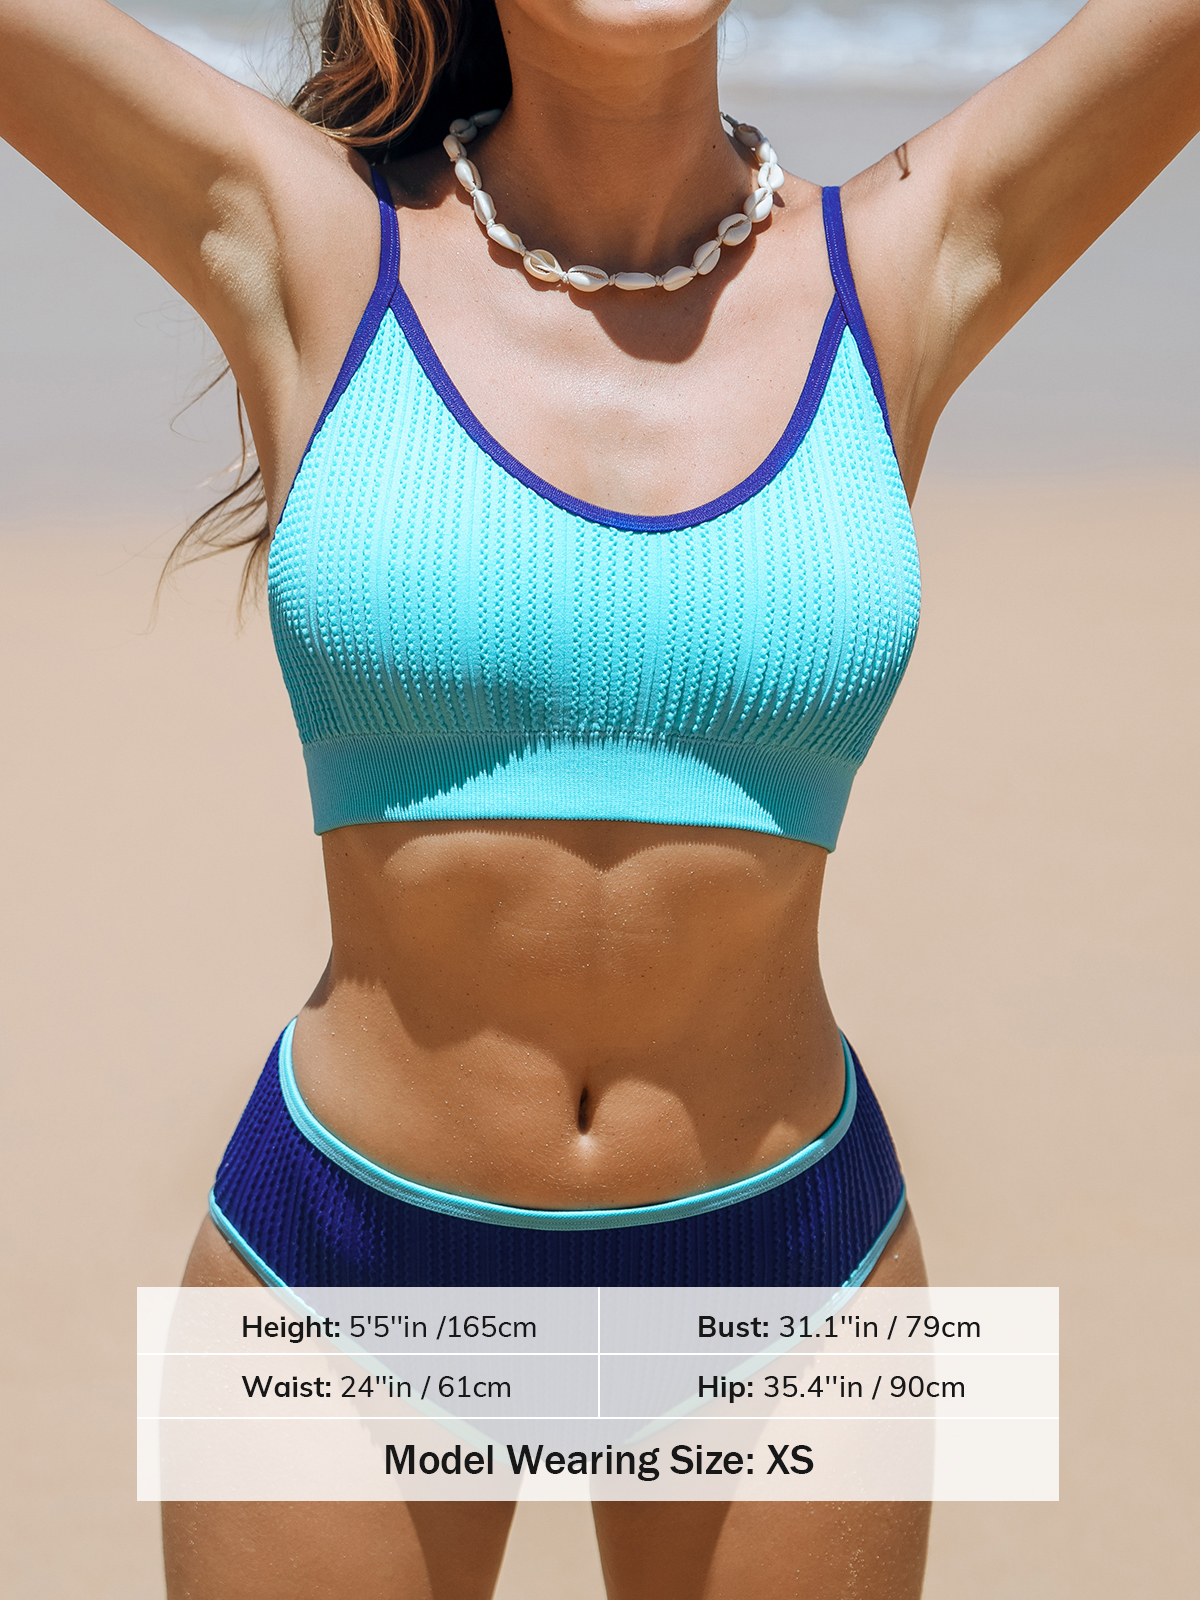 Height: 5'5''in /165cm
Bust: 31.1''in / 79cm
Waist: 24''in / 61cm
Hip: 35.4''in / 90cm
Model Wearing Size: XS